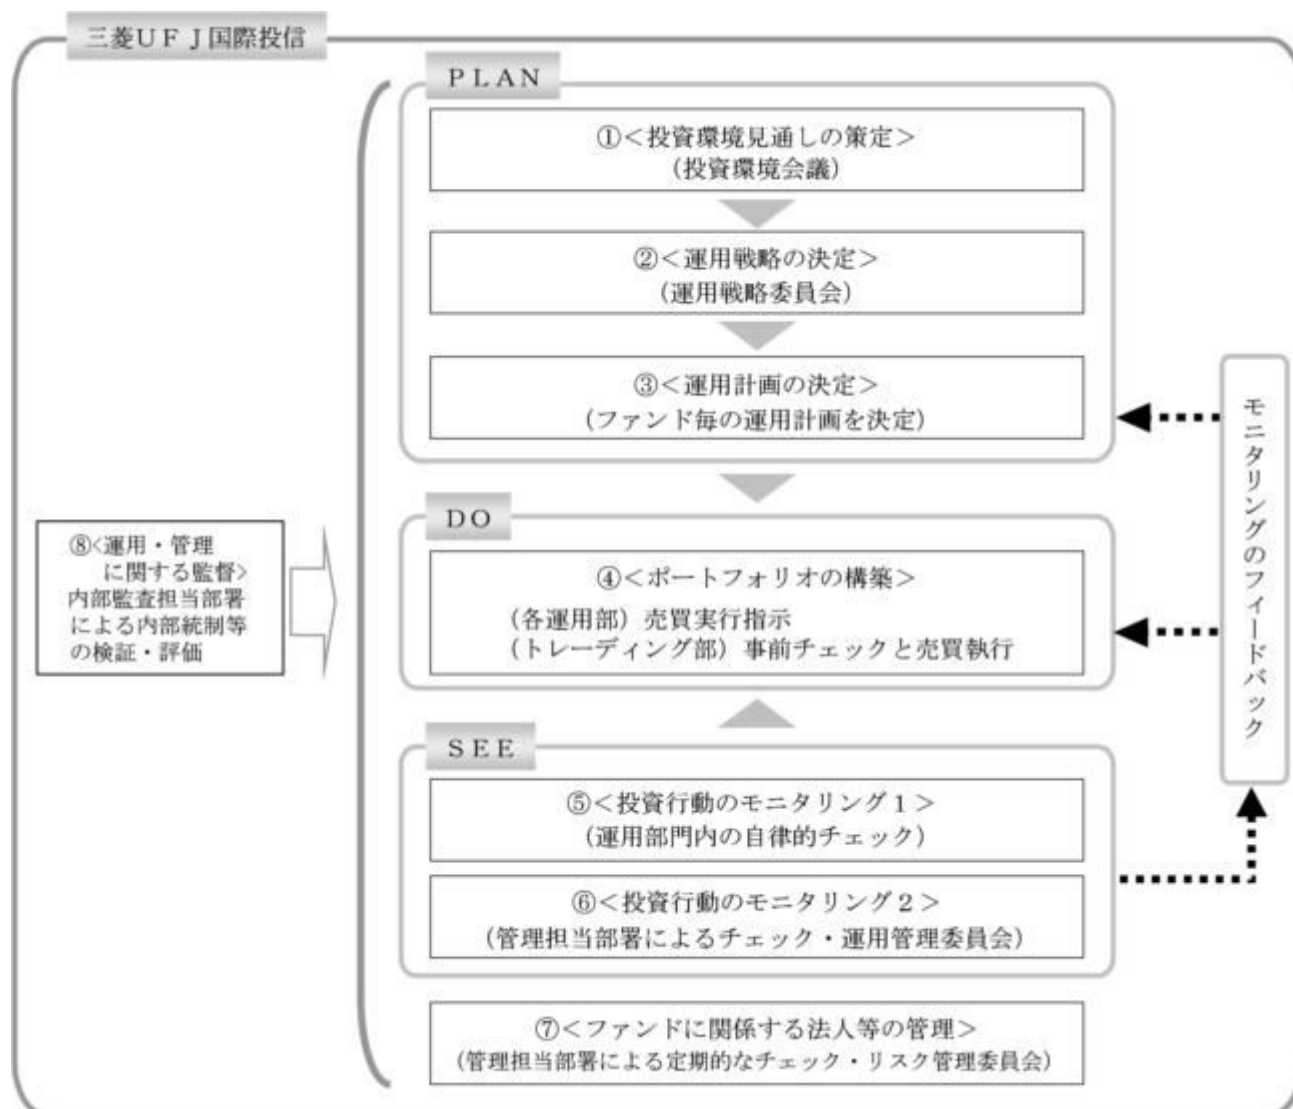 三菱ＵＦＪ国際投信
ＰＬＡＮ
①＜投資環境見通しの策定＞
（投資環境会議）
②＜運用戦略の決定＞
（運用戦略委員会）
③＜運用計画の決定＞
（ファンド毎の運用計画を決定）
ＤＯ
④＜ポートフォリオの構築＞
（各運用部）売買実行指示
（トレーディング部）事前チェックと売買執行
ＳＥＥ
⑤＜投資行動のモニタリング１＞
（運用部門内の自律的チェック）
⑥＜投資行動のモニタリング２＞
（管理担当部署によるチェック・運用管理委員会）
⑦＜ファンドに関係する法人等の管理＞
（管理担当部署による定期的なチェック・リスク管理委員会）
⑧<運用・管理
に関する監督>
内部監査担当部署
による内部統制等
の検証・評価
モニタリングのフィードバック